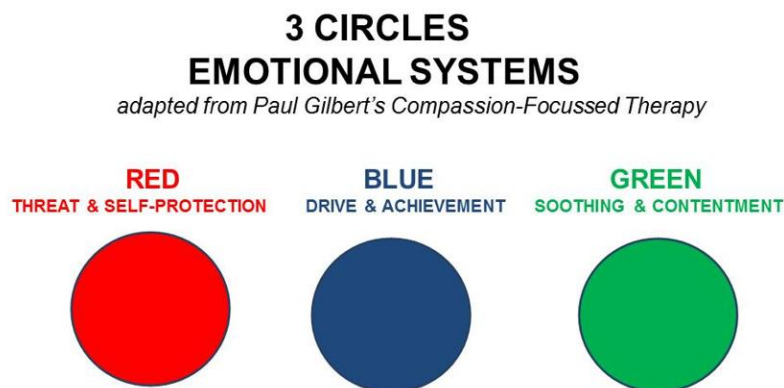 3 CIRCLES
EMOTIONAL SYSTEMS
adapted from Paul Gilbert's Compassion-Focussed Therapy
RED
THREAT & SELF-PROTECTION
BLUE
DRIVE & ACHIEVEMENT
GREEN
SOOTHING & CONTENTMENT